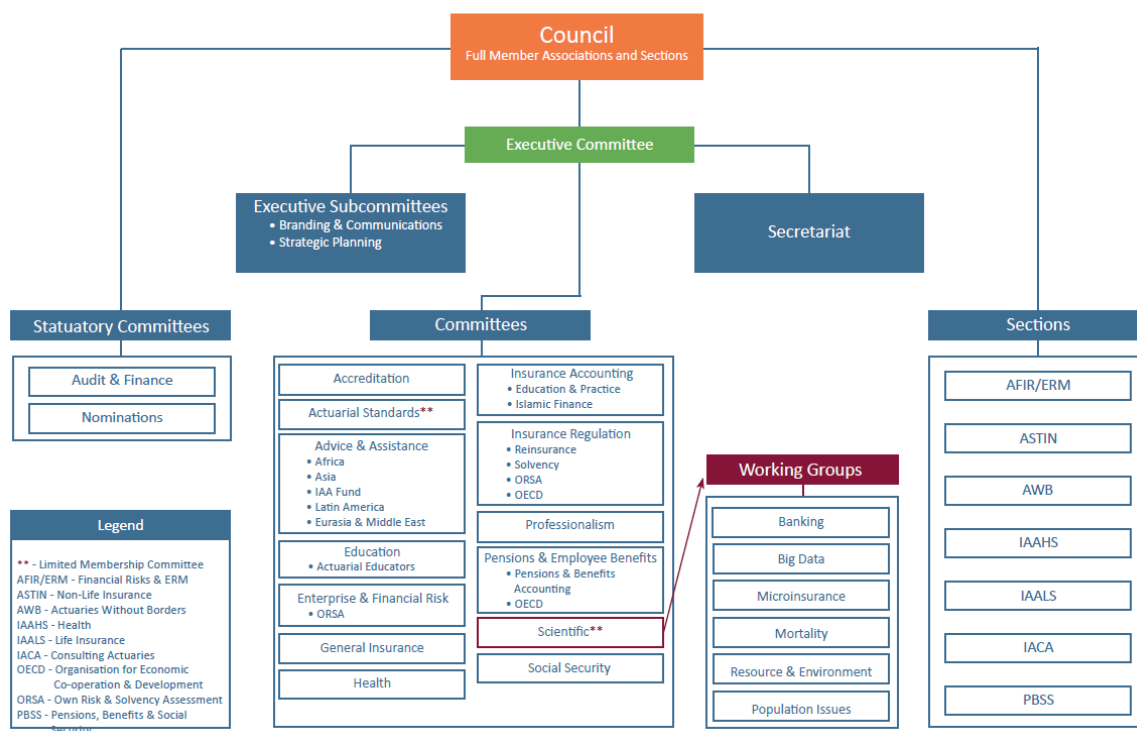 Council
Full Member Associations and Sections
Executive Committee
Executive Subcommittees
• Branding & Communications
• Strategic Planning
Secretariat
Statuatory Committees
Audit & Finance
Nominations
Committees
Accreditation
Actuarial Standards**
Advice & Assistance
• Africa
• Asia
• IAA Fund
• Latin America
• Eurasia & Middle East
Education
• Actuarial Educators
Enterprise & Financial Risk
• ORSA
General Insurance
Health
Insurance Accounting
• Education & Practice
• Islamic Finance
Insurance Regulation
• Reinsurance
• Solvency
• ORSA
• OECD
Professionalism
Pensions & Employee Benefits
• Pensions & Benefits
Accounting
• OECD
Scientific**
Social Security
Working Groups
Banking
Big Data
Microinsurance
Mortality
Resource & Environment
Population Issues
Sections
AFIR/ERM
ASTIN
AWB
IAAHS
IAALS
IACA
PBSS
Legend
** - Limited Membership Committee
AFIR/ERM - Financial Risks & ERM
ASTIN - Non-Life Insurance
AWB - Actuaries Without Borders
IAAHS - Health
IAALS - Life Insurance
IACA - Consulting Actuaries
OECD - Organisation for Economic
Co-operation & Development
ORSA - Own Risk & Solvency Assessment
PBSS - Pensions, Benefits & Social
Security